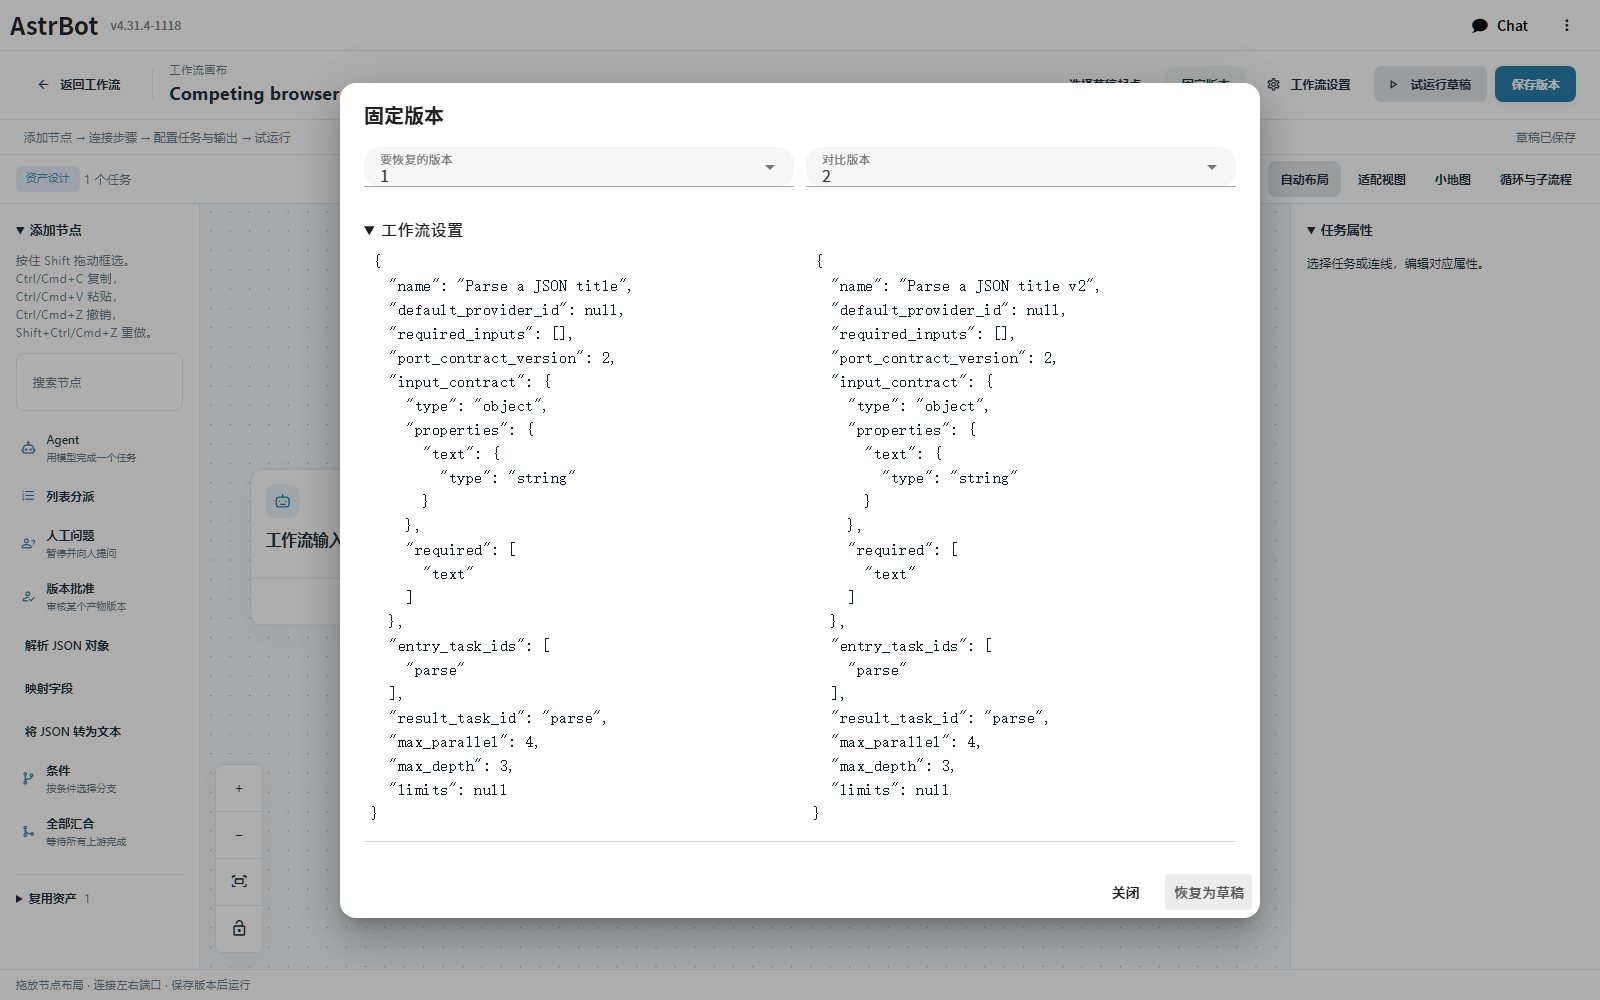 AstrBot v4.31.4-1118
Chat
返回工作流
工作流画布
Competing browser
固定版本
工作流设置
试运行草稿
保存版本
添加节点 → 连接步骤 → 配置任务与输出 → 试运行
草稿已保存
资产设计
1 个任务
自动布局
适配视图
小地图
循环与子流程
添加节点
按住 Shift 拖动框选。
Ctrl/Cmd+C 复制，
Ctrl/Cmd+V 粘贴，
Ctrl/Cmd+Z 撤销，
Shift+Ctrl/Cmd+Z 重做。
搜索节点
Agent
用模型完成一个任务
列表分派
人工问题
暂停并向人提问
版本批准
审核某个产物版本
解析 JSON 对象
映射字段
将 JSON 转为文本
条件
按条件选择分支
全部汇合
等待所有上游完成
复用资产 1
工作流输入
+
−
任务属性
选择任务或连线，编辑对应属性。
固定版本
要恢复的版本
1
对比版本
2
工作流设置
{
"name": "Parse a JSON title",
"default_provider_id": null,
"required_inputs": [],
"port_contract_version": 2,
"input_contract": {
"type": "object",
"properties": {
"text": {
"type": "string"
}
},
"required": [
"text"
]
},
"entry_task_ids": [
"parse"
],
"result_task_id": "parse",
"max_parallel": 4,
"max_depth": 3,
"limits": null
}
{
"name": "Parse a JSON title v2",
"default_provider_id": null,
"required_inputs": [],
"port_contract_version": 2,
"input_contract": {
"type": "object",
"properties": {
"text": {
"type": "string"
}
},
"required": [
"text"
]
},
"entry_task_ids": [
"parse"
],
"result_task_id": "parse",
"max_parallel": 4,
"max_depth": 3,
"limits": null
}
关闭
恢复为草稿
拖放节点布局 · 连接左右端口 · 保存版本后运行